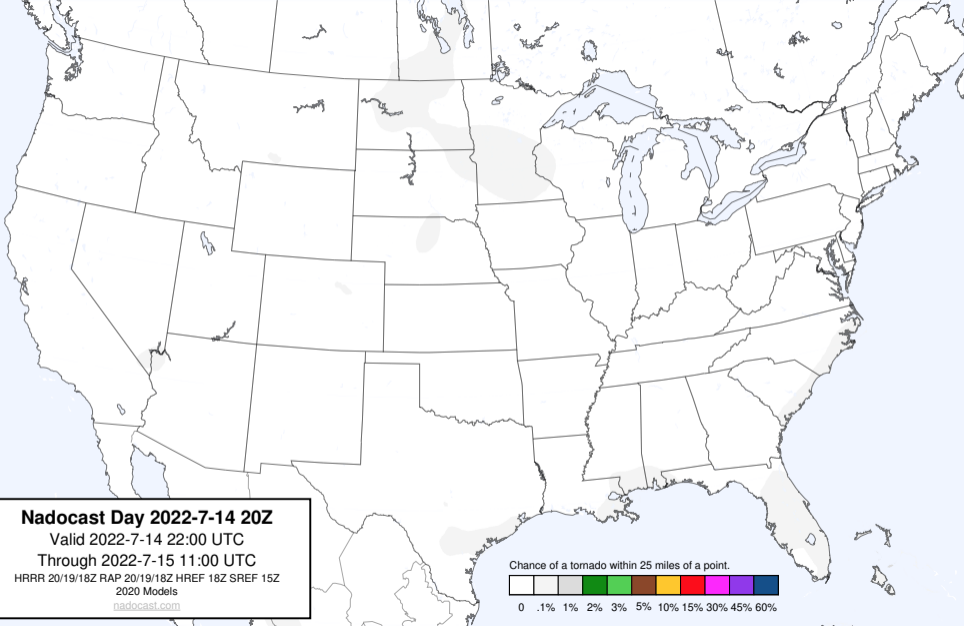 Nadocast Day 2022-7-14 20Z
Valid 2022-7-14 22:00 UTC
Through 2022-7-15 11:00 UTC
HRRR 20/19/18Z RAP 20/19/18Z HREF 18Z SREF 15Z
2020 Models
nadocast.com
Chance of a tornado within 25 miles of a point.
0 .1% 1% 2% 3% 5% 10% 15% 30% 45% 60%